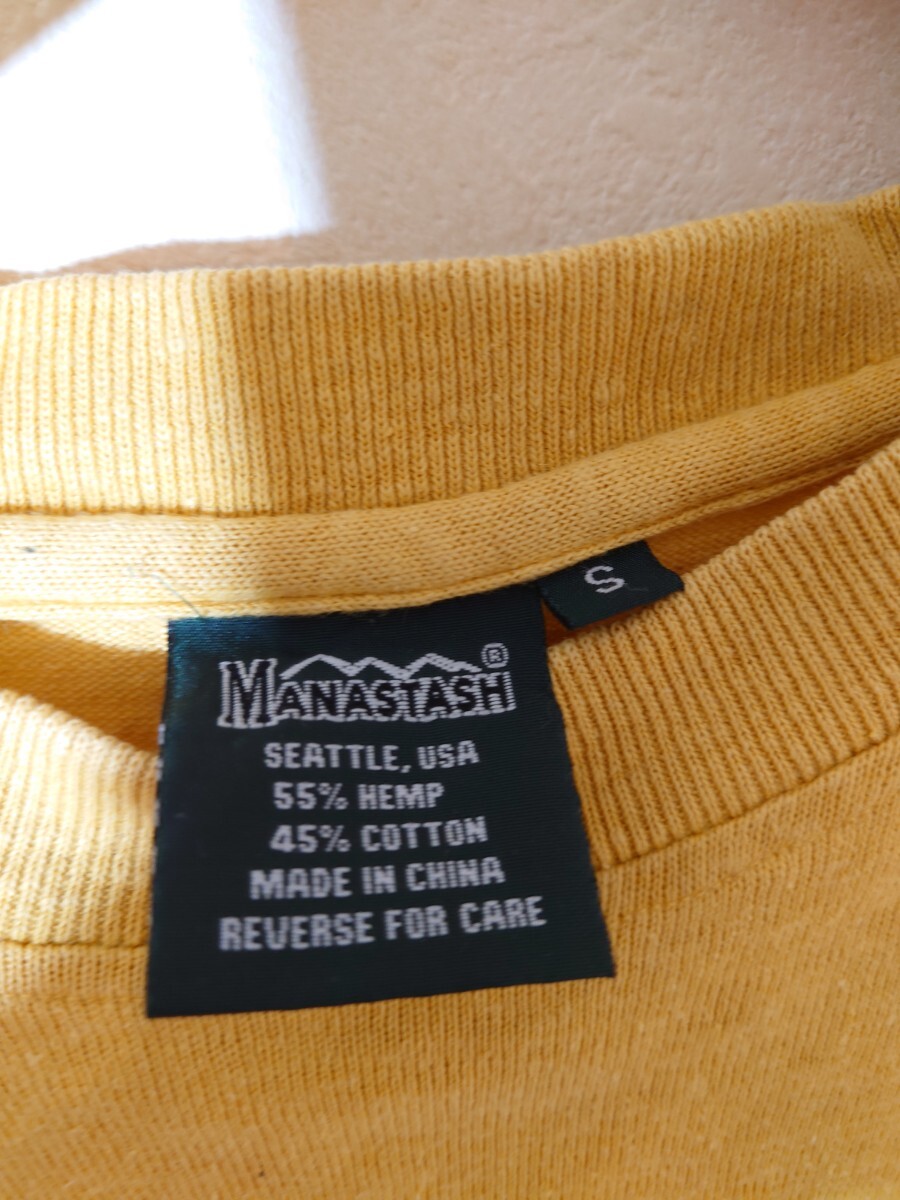 S
MANASTASH®
SEATTLE, USA
55% HEMP
45% COTTON
MADE IN CHINA
REVERSE FOR CARE